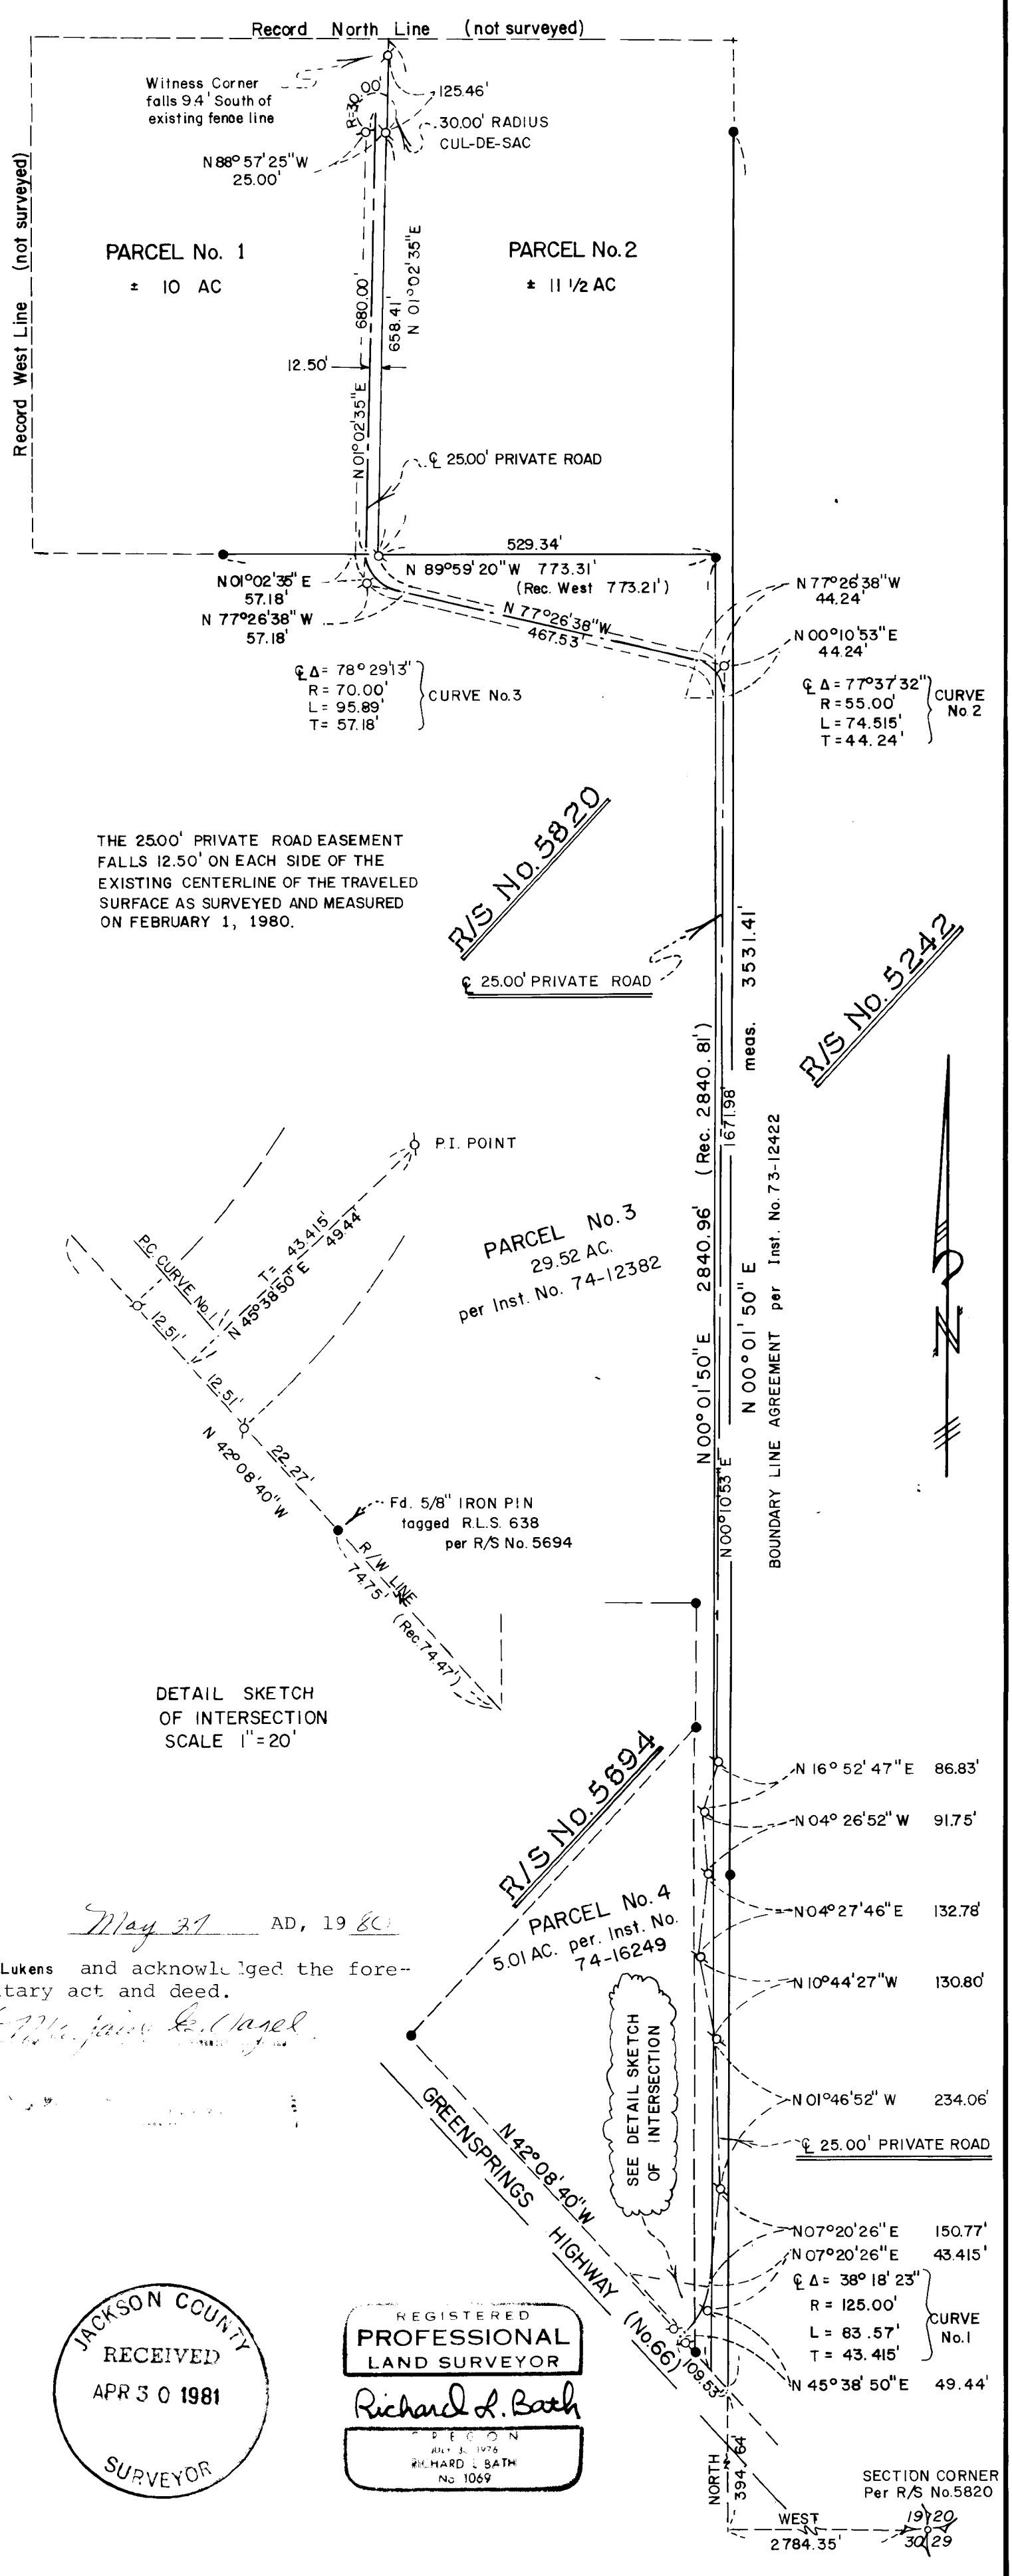 Record North Line (not surveyed)
Witness Corner
falls 9.4' South of
existing fence line
R=30.00'
125.46'
30.00' RADIUS
CUL-DE-SAC
N 88° 57' 25" W
25.00'
Record West Line (not surveyed)
PARCEL No. 1
± 10 AC
PARCEL No. 2
± 11 1/2 AC
680.00'
658.41'
N 01° 02' 35" E
12.50'
N 01° 02' 35" E
℄ 25.00' PRIVATE ROAD
529.34'
N 89° 59' 20" W 773.31'
(Rec. West 773.21')
N 01° 02' 35" E
57.18'
N 77° 26' 38" W
57.18'
N 77° 26' 38" W
467.53'
N 77° 26' 38" W
44.24'
N 00° 10' 53" E
44.24'
℄ Δ = 78° 29' 13"
R = 70.00'
L = 95.89'
T = 57.18'
CURVE No. 3
℄ Δ = 77° 37' 32"
R = 55.00'
L = 74.515'
T = 44.24'
CURVE
No. 2
R/S No. 5820
THE 25.00' PRIVATE ROAD EASEMENT
FALLS 12.50' ON EACH SIDE OF THE
EXISTING CENTERLINE OF THE TRAVELED
SURFACE AS SURVEYED AND MEASURED
ON FEBRUARY 1, 1980.
℄ 25.00' PRIVATE ROAD
R/S No. 5242
N 00° 01' 50" E 2840.96' (Rec. 2840.81')
N 00° 10' 53" E 1671.98'
N 00° 01' 50" E meas. 3531.41'
BOUNDARY LINE AGREEMENT per Inst. No. 73-12422
N
P.I. POINT
T = 43.415'
49.44'
N 45° 38' 50" E
P.C. CURVE No. 1
12.51'
12.51'
N 42° 08' 40" W
22.27'
PARCEL No. 3
29.52 AC.
per Inst. No. 74-12382
Fd. 5/8" IRON PIN
tagged R.L.S. 638
per R/S No. 5694
R/W LINE
74.75'
(Rec. 74.47')
DETAIL SKETCH
OF INTERSECTION
SCALE 1" = 20'
R/S No. 5694
N 16° 52' 47" E 86.83'
N 04° 26' 52" W 91.75'
N 04° 27' 46" E 132.78'
N 10° 44' 27" W 130.80'
N 01° 46' 52" W 234.06'
℄ 25.00' PRIVATE ROAD
PARCEL No. 4
5.01 AC. per. Inst. No.
74-16249
May 27 AD, 1980
Lukens and acknowledged the fore-
tary act and deed.
SEE DETAIL SKETCH
OF INTERSECTION
N 42° 08' 40" W
GREENSPRINGS HIGHWAY (No. 66)
109.53'
N 07° 20' 26" E 150.77'
N 07° 20' 26" E 43.415'
℄ Δ = 38° 18' 23"
R = 125.00'
L = 83.57'
T = 43.415'
CURVE
No. 1
N 45° 38' 50" E 49.44'
JACKSON COUNTY
RECEIVED
APR 30 1981
SURVEYOR
REGISTERED
PROFESSIONAL
LAND SURVEYOR
Richard L. Bath
OREGON
RICHARD L BATH
No. 1069
NORTH
394.64'
SECTION CORNER
Per R/S No. 5820
WEST
2784.35'
19 20
30 29